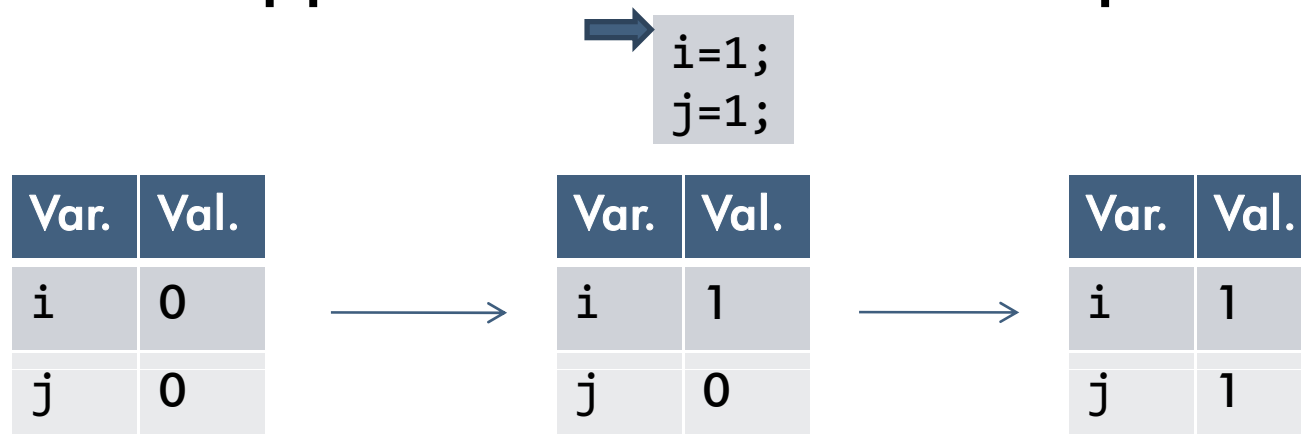 i=1;
j=1;
Var. Val. Var. Val. Var. Val.
i 0 i 1 i 1
j 0 j 0 j 1